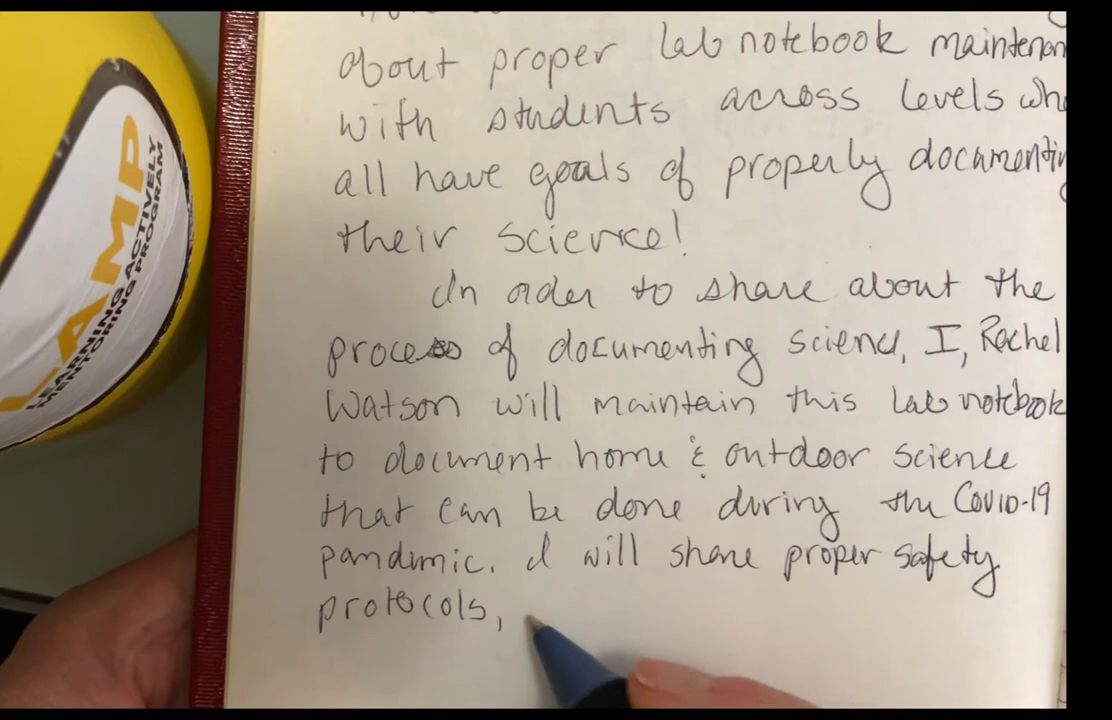 LAMP
LEARNING ACTIVELY
MENTORING PROGRAM
about proper lab notebook maintenan
with students across levels wh
all have goals of properly documentin
their science!
In order to share about the
process of documenting science, I, Rachel
Watson will maintain this lab notebook
to document home & outdoor science
that can be done during the Covid-19
pandemic. I will share proper safety
protocols,